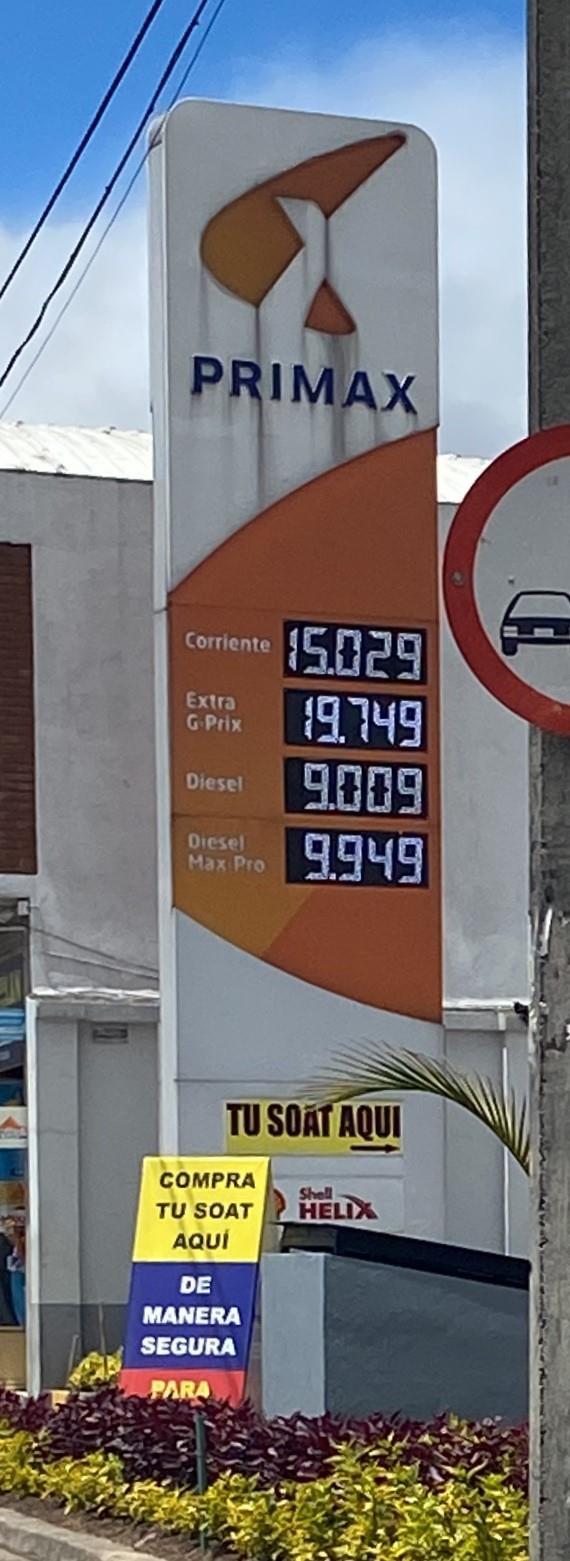 PRIMAX
Corriente 15.029
Extra
G-Prix 19.749
Diesel 9.009
Diesel
Max-Pro 9.949
TU SOAT AQUI
Shell
HELIX
COMPRA
TU SOAT
AQUÍ
DE
MANERA
SEGURA
PARA